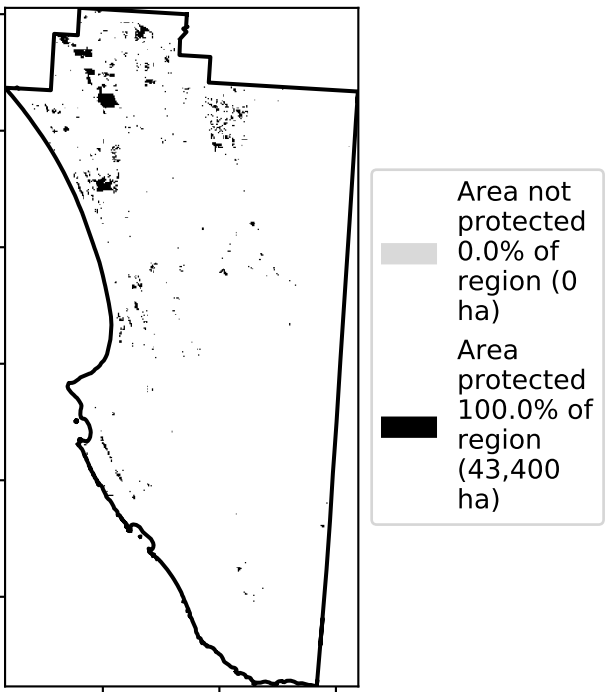 Area not
protected
0.0% of
region (0
ha)
Area
protected
100.0% of
region
(43,400
ha)